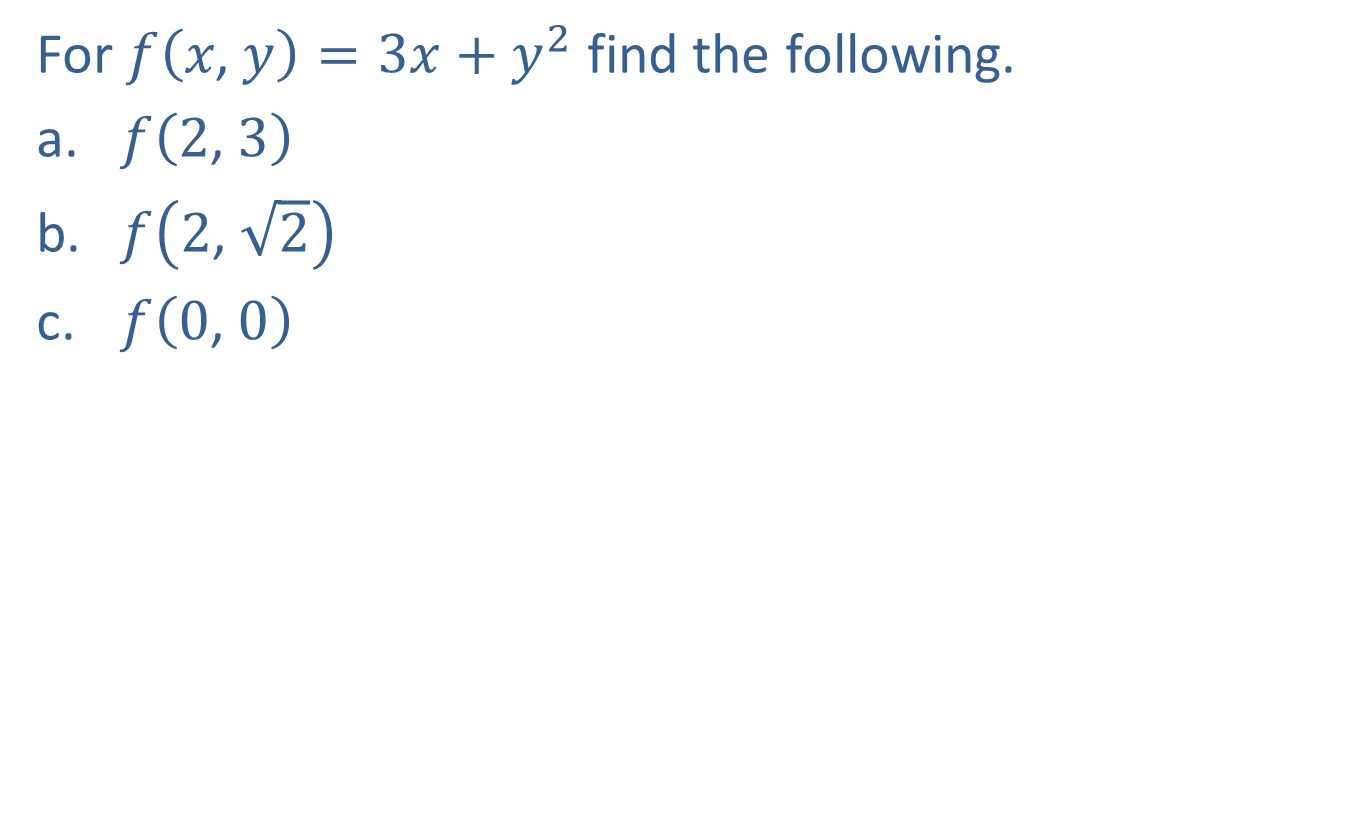 For f(x, y) = 3x + y² find the following.
a. f(2, 3)
b. f(2, √2)
c. f(0, 0)